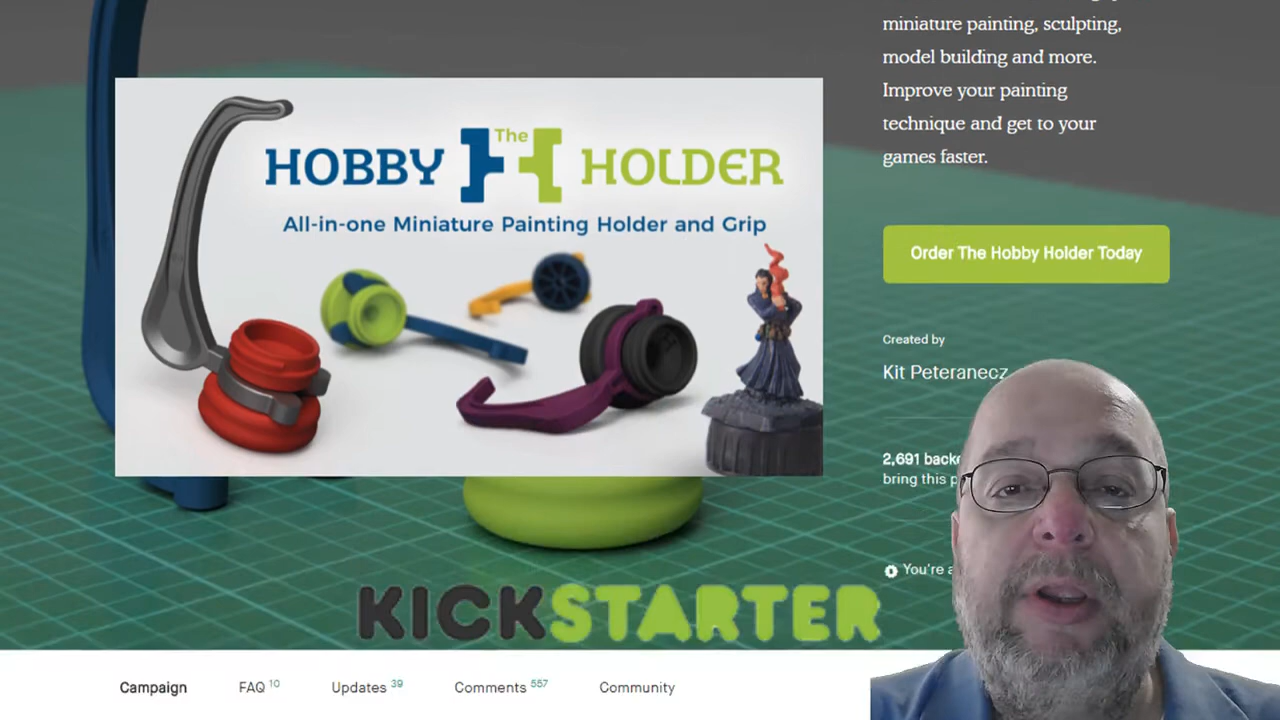 miniature painting, sculpting,
model building and more.
Improve your painting
technique and get to your
games faster.
The
HOBBY HOLDER
All-in-one Miniature Painting Holder and Grip
Order The Hobby Holder Today
Created by
Kit Peteranecz
2,691
bring this
You're
KICKSTARTER
Campaign
FAQ 10
Updates 39
Comments 557
Community